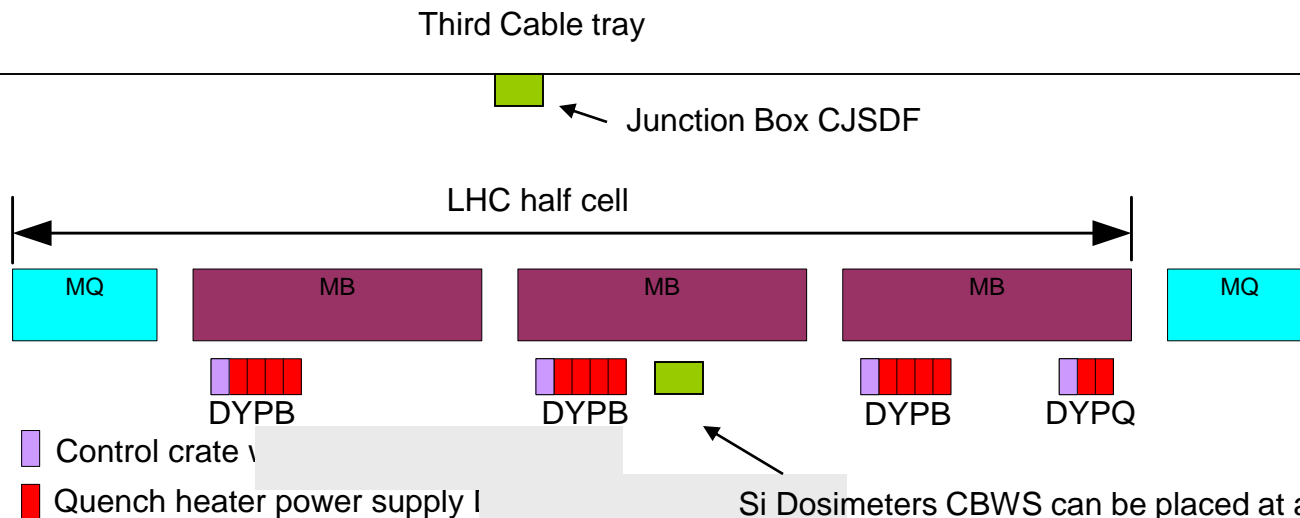 Third Cable tray
Junction Box CJSDF
LHC half cell
MQ MB MB MB MQ
DYPB DYPB DYPB DYPQ
Control crate
Quench heater power supply
Si Dosimeters CBWS can be placed at